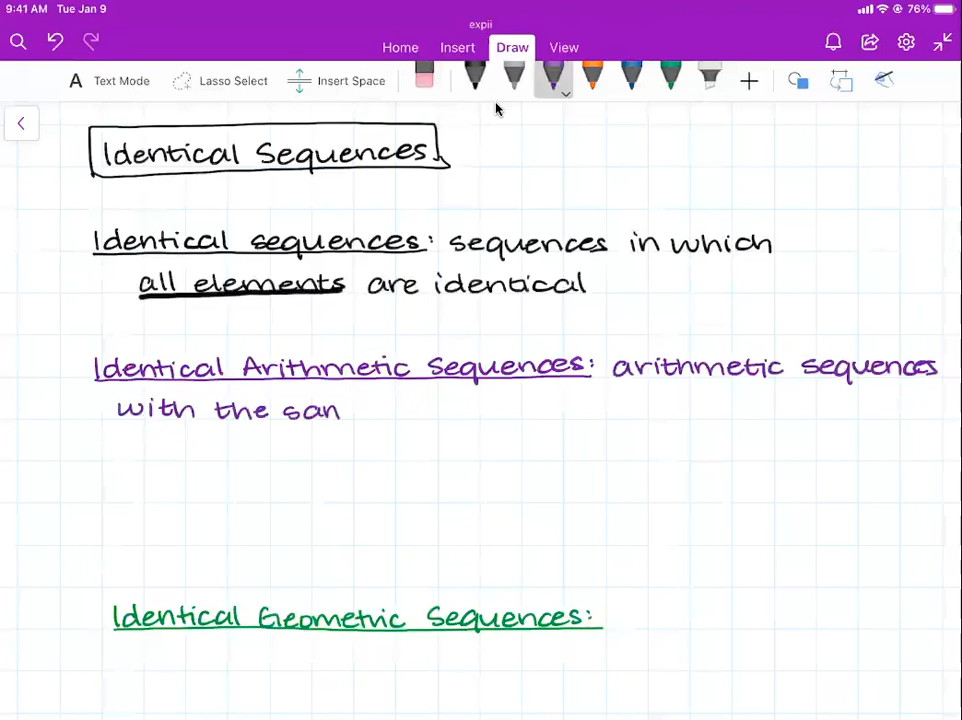 9:41 AM Tue Jan 9
76%
expii
Home Insert Draw View
Text Mode Lasso Select Insert Space
Identical Sequences
Identical sequences: sequences in which
all elements are identical
Identical Arithmetic Sequences: arithmetic sequences
with the san
Identical Geometric Sequences: